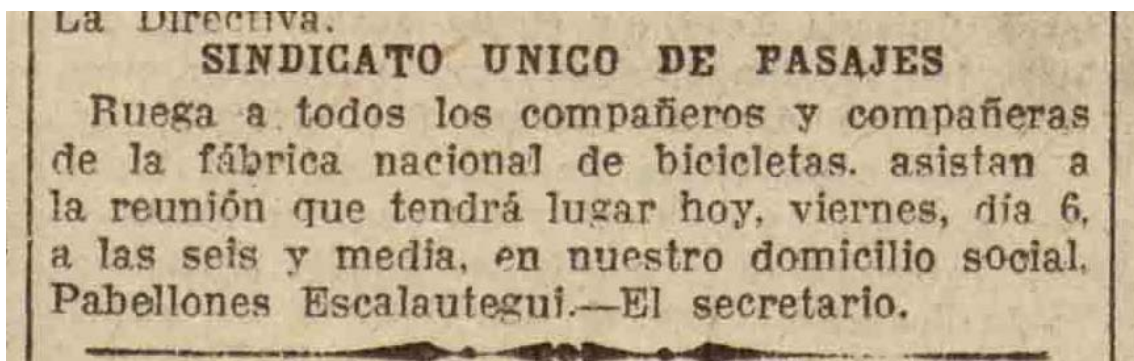 La Directiva.
SINDICATO UNICO DE PASAJES
Ruega a todos los compañeros y compañeras
de la fábrica nacional de bicicletas. asistan a
la reunión que tendrá lugar hoy, viernes, día 6,
a las seis y media, en nuestro domicilio social,
Pabellones Escalautegui.—El secretario.